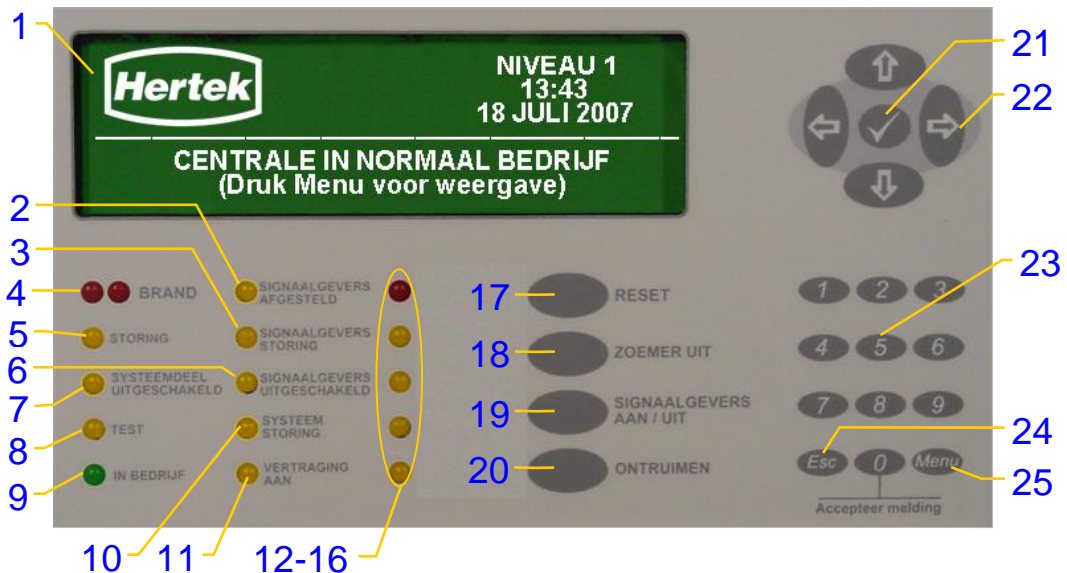 1
Hertek
NIVEAU 1
13:43
18 JULI 2007
CENTRALE IN NORMAAL BEDRIJF
(Druk Menu voor weergave)
21
22
2
3
4
5
6
7
8
9
10
11
12-16
BRAND
STORING
SYSTEEMDEEL
UITGESCHAKELD
TEST
IN BEDRIJF
SIGNAALGEVERS
AFGESTELD
SIGNAALGEVERS
STORING
SIGNAALGEVERS
UITGESCHAKELD
SYSTEEM
STORING
VERTRAGING
AAN
17
RESET
18
ZOEMER UIT
19
SIGNAALGEVERS
AAN / UIT
20
ONTRUIMEN
23
1 2 3
4 5 6
7 8 9
24
Esc 0 Menu
25
Accepteer melding